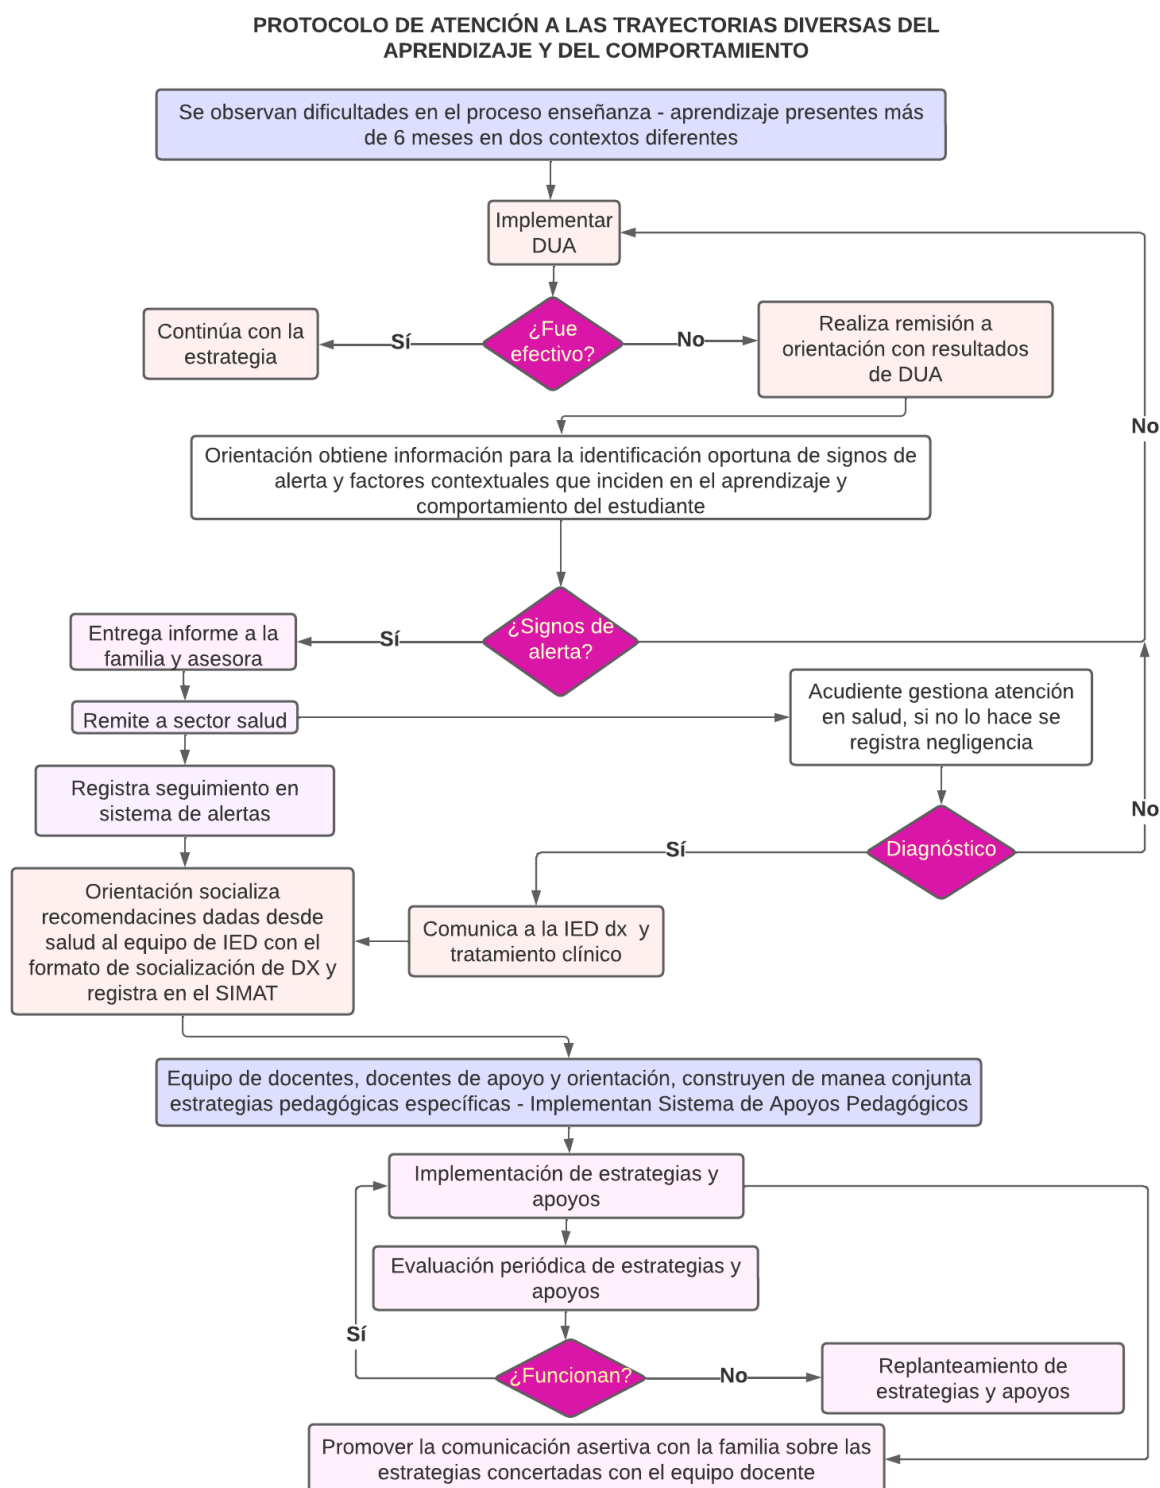 PROTOCOLO DE ATENCIÓN A LAS TRAYECTORIAS DIVERSAS DEL
APRENDIZAJE Y DEL COMPORTAMIENTO
Se observan dificultades en el proceso enseñanza - aprendizaje presentes más
de 6 meses en dos contextos diferentes
Implementar
DUA
¿Fue
efectivo?
Sí
Continúa con la
estrategia
No
Realiza remisión a
orientación con resultados
de DUA
No
Orientación obtiene información para la identificación oportuna de signos de
alerta y factores contextuales que inciden en el aprendizaje y
comportamiento del estudiante
¿Signos de
alerta?
Sí
Entrega informe a la
familia y asesora
Remite a sector salud
Acudiente gestiona atención
en salud, si no lo hace se
registra negligencia
Registra seguimiento en
sistema de alertas
No
Diagnóstico
Sí
Orientación socializa
recomendacines dadas desde
salud al equipo de IED con el
formato de socialización de DX y
registra en el SIMAT
Comunica a la IED dx y
tratamiento clínico
Equipo de docentes, docentes de apoyo y orientación, construyen de manea conjunta
estrategias pedagógicas específicas - Implementan Sistema de Apoyos Pedagógicos
Implementación de estrategias y
apoyos
Evaluación periódica de estrategias y
apoyos
Sí
¿Funcionan?
No
Replanteamiento de
estrategias y apoyos
Promover la comunicación asertiva con la familia sobre las
estrategias concertadas con el equipo docente